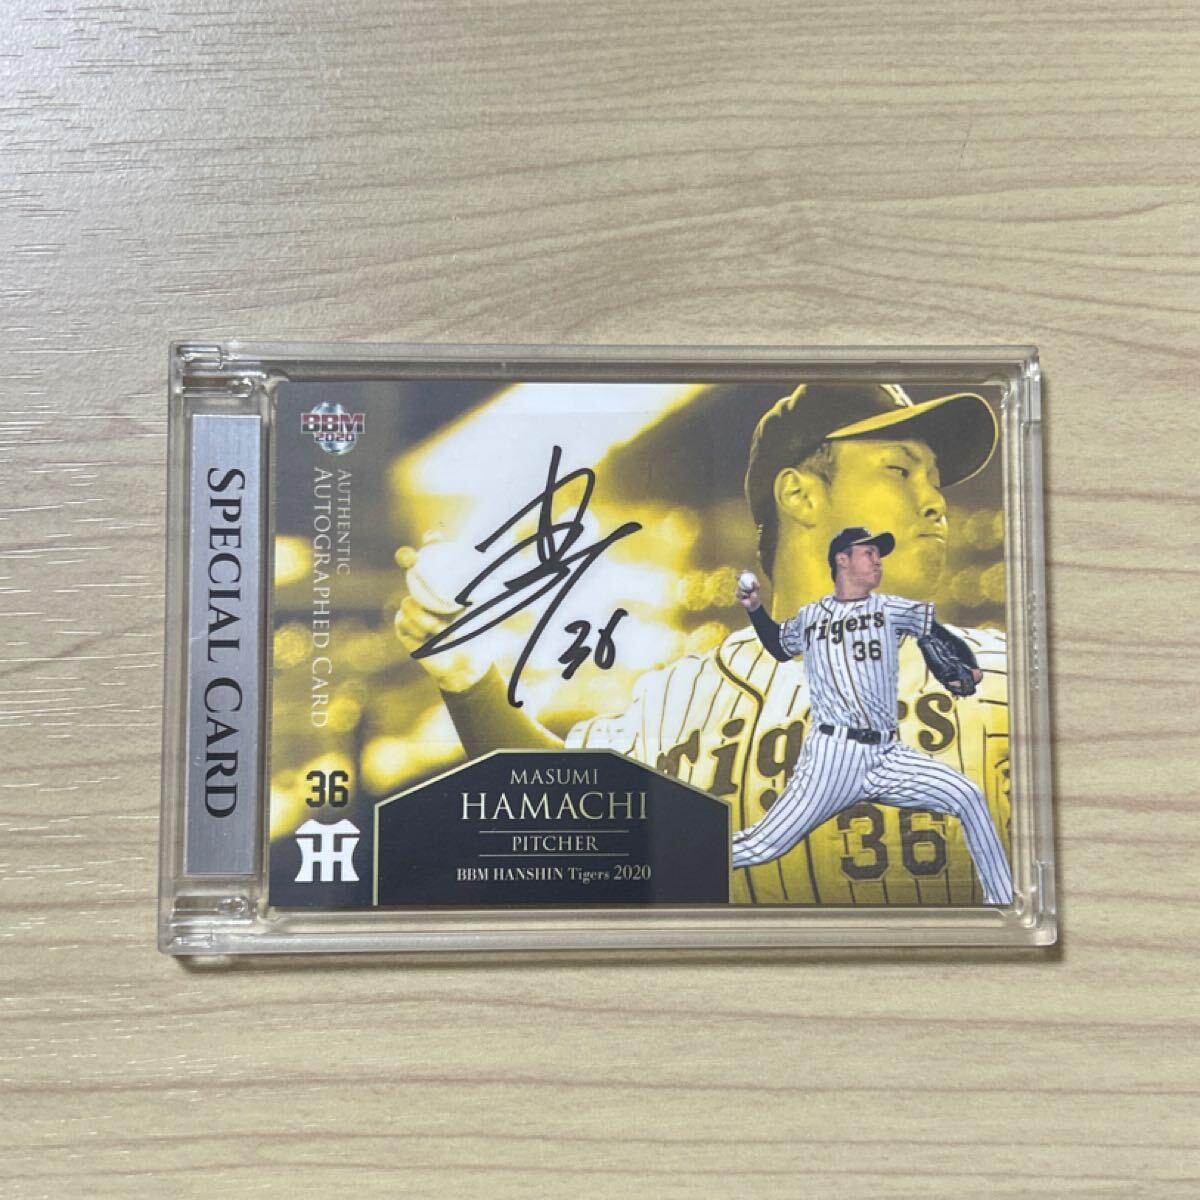 SPECIAL CARD
BBM
2020
AUTHENTIC
AUTOGRAPHED CARD
36
36
TH
MASUMI
HAMACHI
PITCHER
BBM HANSHIN Tigers 2020
Tigers
36
Tigers
36